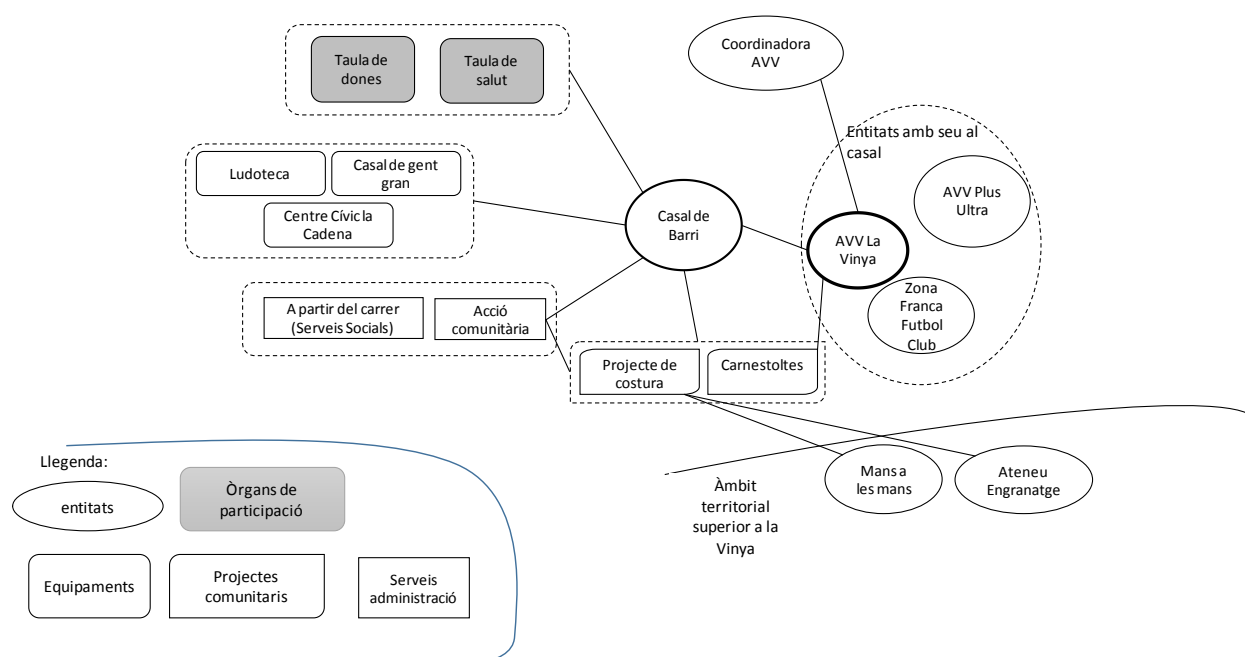 Taula de
dones
Taula de
salut
Coordinadora
AVV
Entitats amb seu al
casal
Ludoteca
Casal de gent
gran
Centre Cívic la
Cadena
AVV Plus
Ultra
Casal de
Barri
AVV La
Vinya
Zona
Franca
Futbol
Club
A partir del carrer
(Serveis Socials)
Acció
comunitària
Projecte de
costura
Carnestoltes
Mans a
les mans
Ateneu
Engranatge
Àmbit
territorial
superior a la
Vinya
Llegenda:
entitats
Òrgans de
participació
Equipaments
Projectes
comunitaris
Serveis
administració